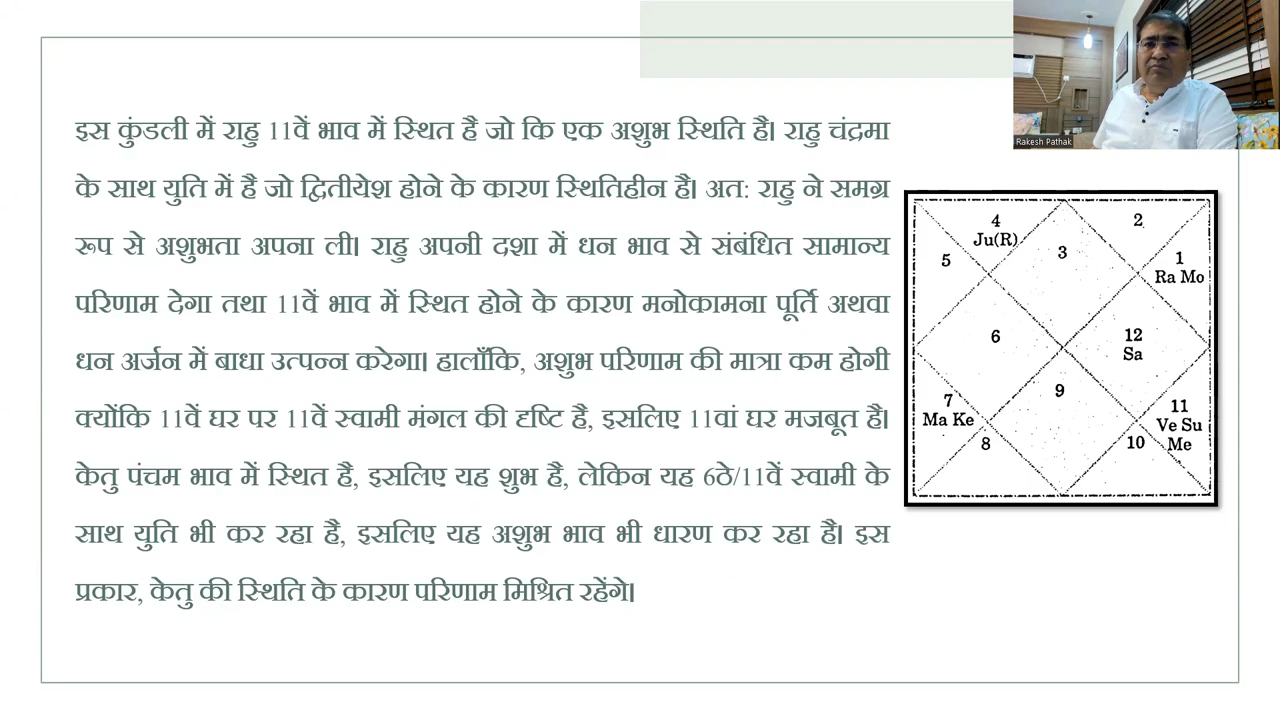 इस कुंडली में राहु 11वें भाव में स्थित है जो कि एक अशुभ स्थिति है। राहु चंद्रमा
के साथ युति में है जो द्वितीयेश होने के कारण स्थितिहीन है। अत: राहु ने समग्र
रूप से अशुभता अपना ली। राहु अपनी दशा में धन भाव से संबंधित सामान्य
परिणाम देगा तथा 11वें भाव में स्थित होने के कारण मनोकामना पूर्ति अथवा
धन अर्जन में बाधा उत्पन्न करेगा। हालाँकि, अशुभ परिणाम की मात्रा कम होगी
क्योंकि 11वें घर पर 11वें स्वामी मंगल की दृष्टि है, इसलिए 11वां घर मजबूत है।
केतु पंचम भाव में स्थित है, इसलिए यह शुभ है, लेकिन यह 6ठे/11वें स्वामी के
साथ युति भी कर रहा है, इसलिए यह अशुभ भाव भी धारण कर रहा है। इस
प्रकार, केतु की स्थिति के कारण परिणाम मिश्रित रहेंगे।
Rakesh Pathak
4
Ju(R)
2
3
5
1
Ra Mo
6
12
Sa
9
7
Ma Ke
11
Ve Su
Me
8
10